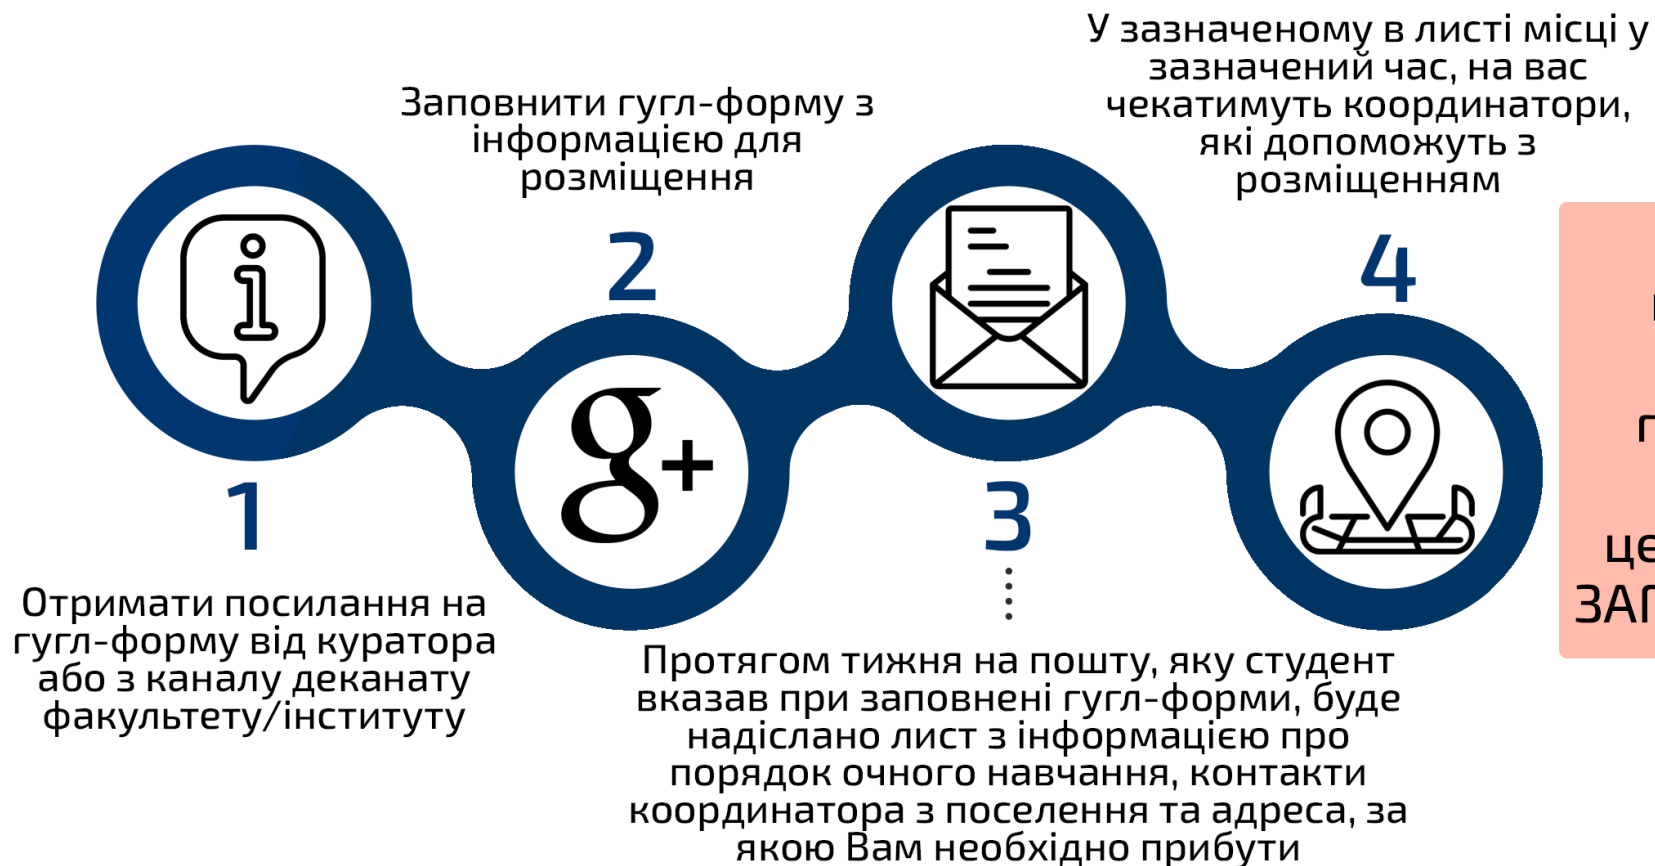 1
Отримати посилання на
гугл-форму від куратора
або з каналу деканату
факультету/інституту
Заповнити гугл-форму з
інформацією для
розміщення
2
g+
3
Протягом тижня на пошту, яку студент
вказав при заповнені гугл-форми, буде
надіслано лист з інформацією про
порядок очного навчання, контакти
координатора з поселення та адреса, за
якою Вам необхідно прибути
У зазначеному в листі місці у
зазначений час, на вас
чекатимуть координатори,
які допоможуть з
розміщенням
4